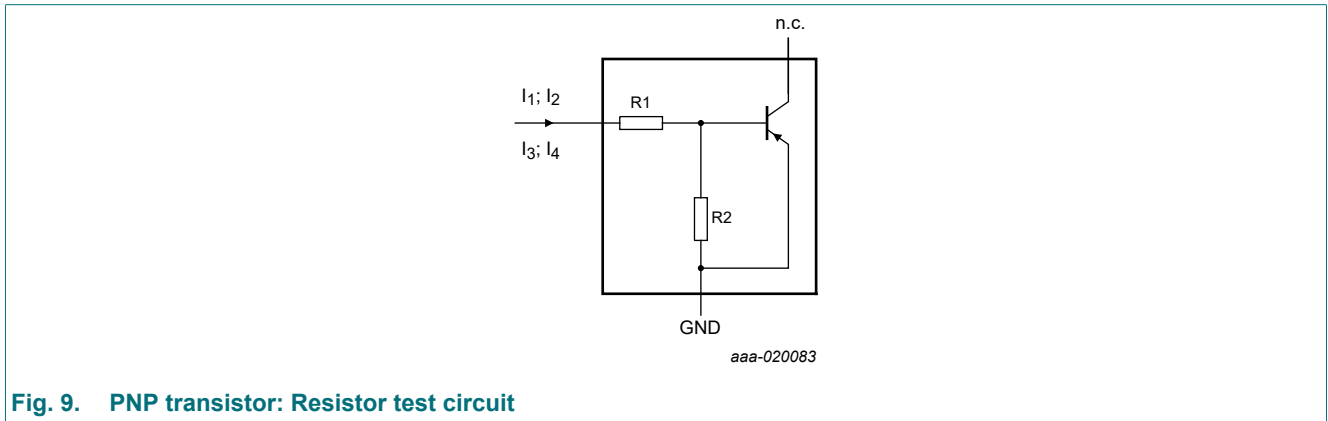 n.c.
I1; I2
R1
I3; I4
R2
GND
aaa-020083
Fig. 9. PNP transistor: Resistor test circuit